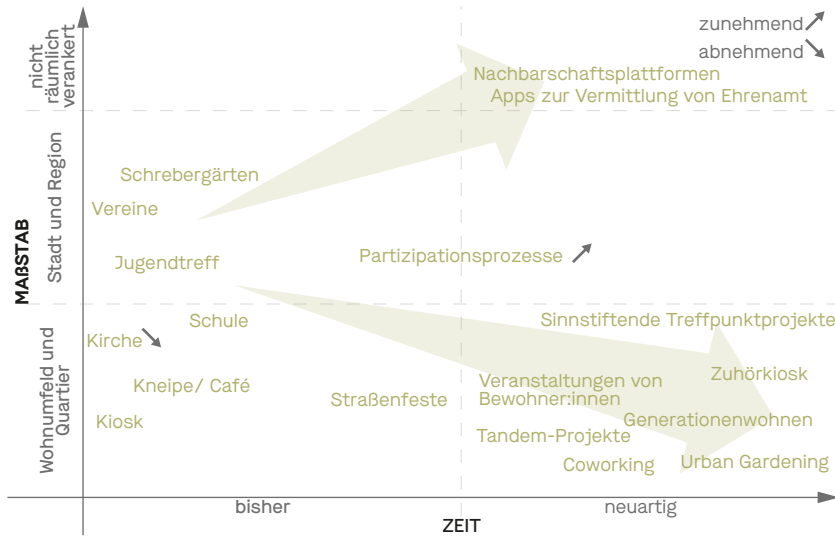 zunehmend
abnehmend
nicht
räumlich
verankert
Nachbarschaftsplattformen
Apps zur Vermittlung von Ehrenamt
MAßSTAB
Stadt und Region
Schrebergärten
Vereine
Jugendtreff
Partizipationsprozesse
Wohnumfeld und
Quartier
Schule
Sinnstiftende Treffpunktprojekte
Kirche
Kneipe/ Café
Kiosk
Straßenfeste
Veranstaltungen von
Bewohner:innen
Zuhörkiosk
Generationenwohnen
Tandem-Projekte
Coworking
Urban Gardening
bisher
neuartig
ZEIT